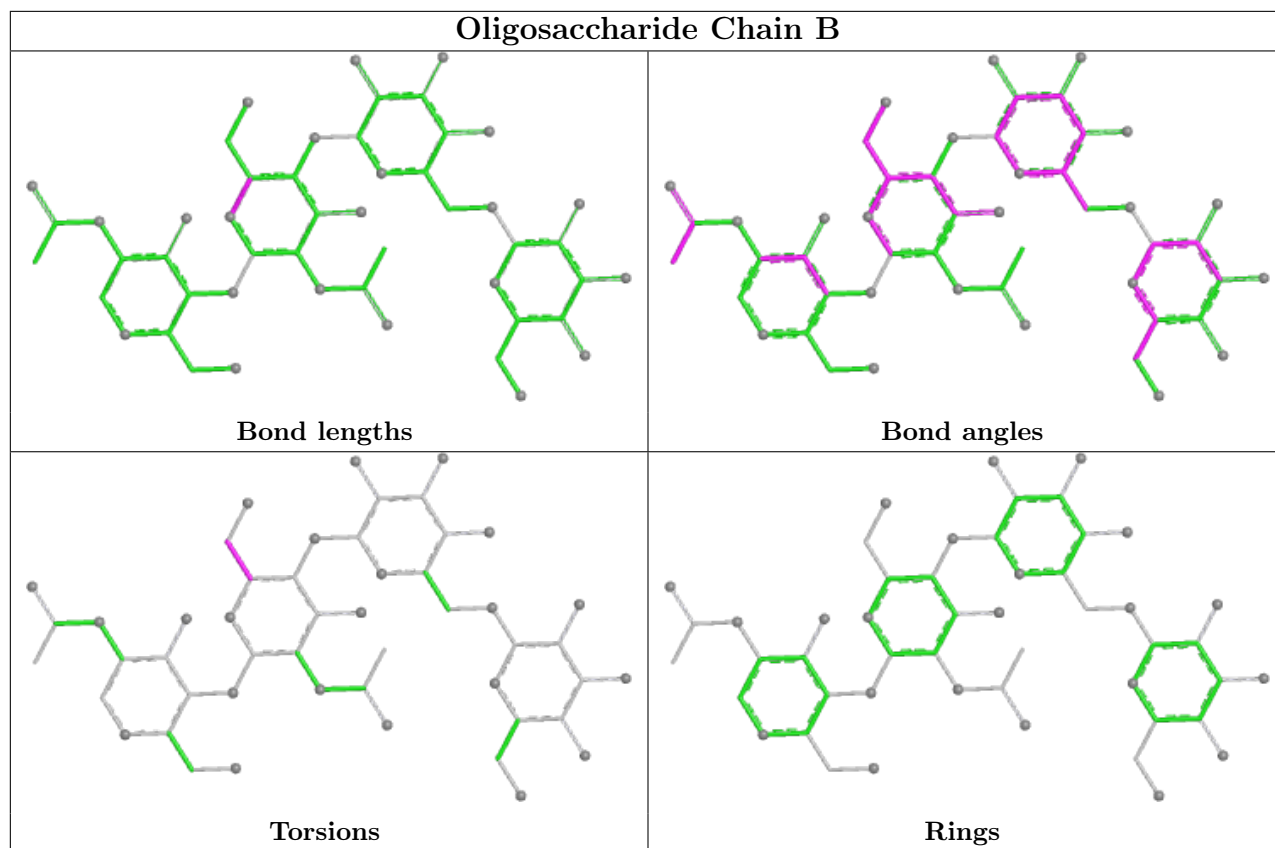 Oligosaccharide Chain B
Bond lengths
Bond angles
Torsions
Rings